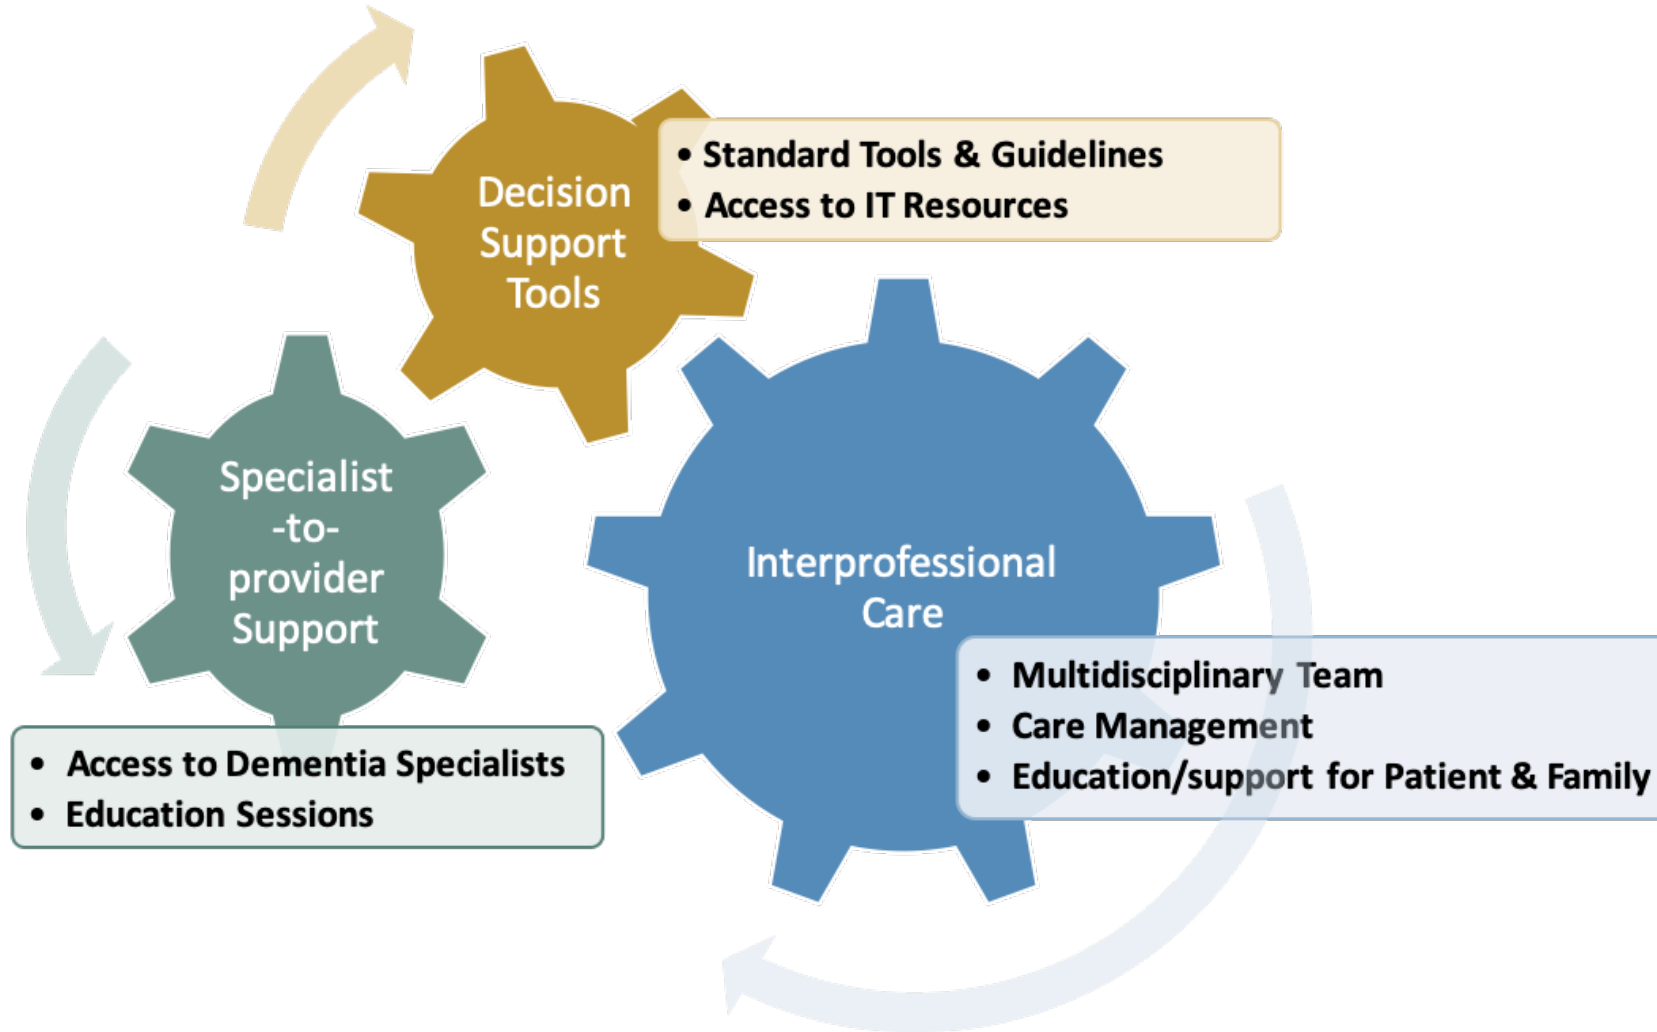 Decision
Support
Tools
• Standard Tools & Guidelines
• Access to IT Resources
Specialist
-to-
provider
Support
• Access to Dementia Specialists
• Education Sessions
Interprofessional
Care
• Multidisciplinary Team
• Care Management
• Education/support for Patient & Family